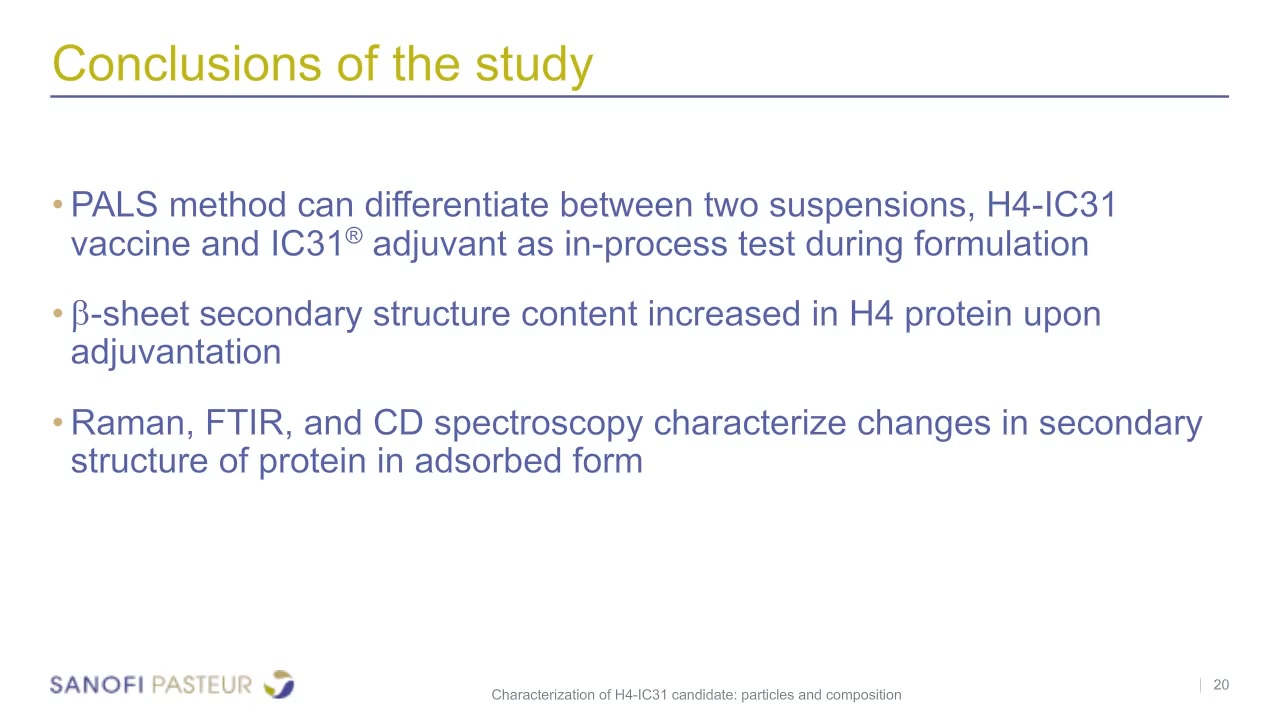 Conclusions of the study
• PALS method can differentiate between two suspensions, H4-IC31
vaccine and IC31® adjuvant as in-process test during formulation
• β-sheet secondary structure content increased in H4 protein upon
adjuvantation
• Raman, FTIR, and CD spectroscopy characterize changes in secondary
structure of protein in adsorbed form
SANOFI PASTEUR
Characterization of H4-IC31 candidate: particles and composition
| 20